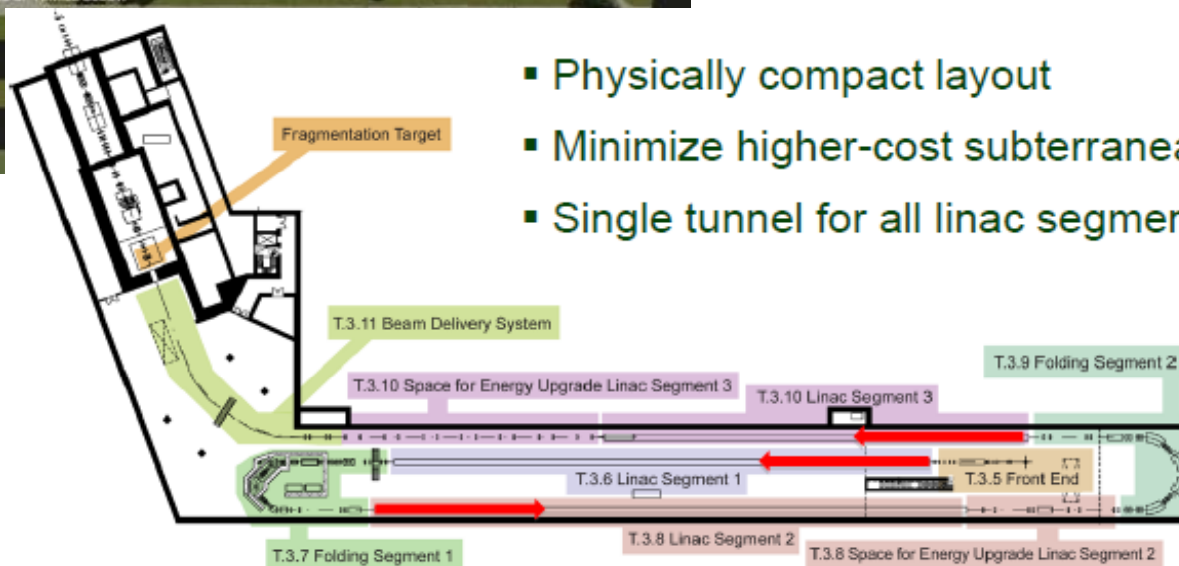 ▪ Physically compact layout
▪ Minimize higher-cost subterranea
▪ Single tunnel for all linac segmen
Fragmentation Target
T.3.11 Beam Delivery System
T.3.9 Folding Segment 2
T.3.10 Space for Energy Upgrade Linac Segment 3
T.3.10 Linac Segment 3
T.3.6 Linac Segment 1
T.3.5 Front End
T.3.8 Linac Segment 2
T.3.7 Folding Segment 1
T.3.8 Space for Energy Upgrade Linac Segment 2